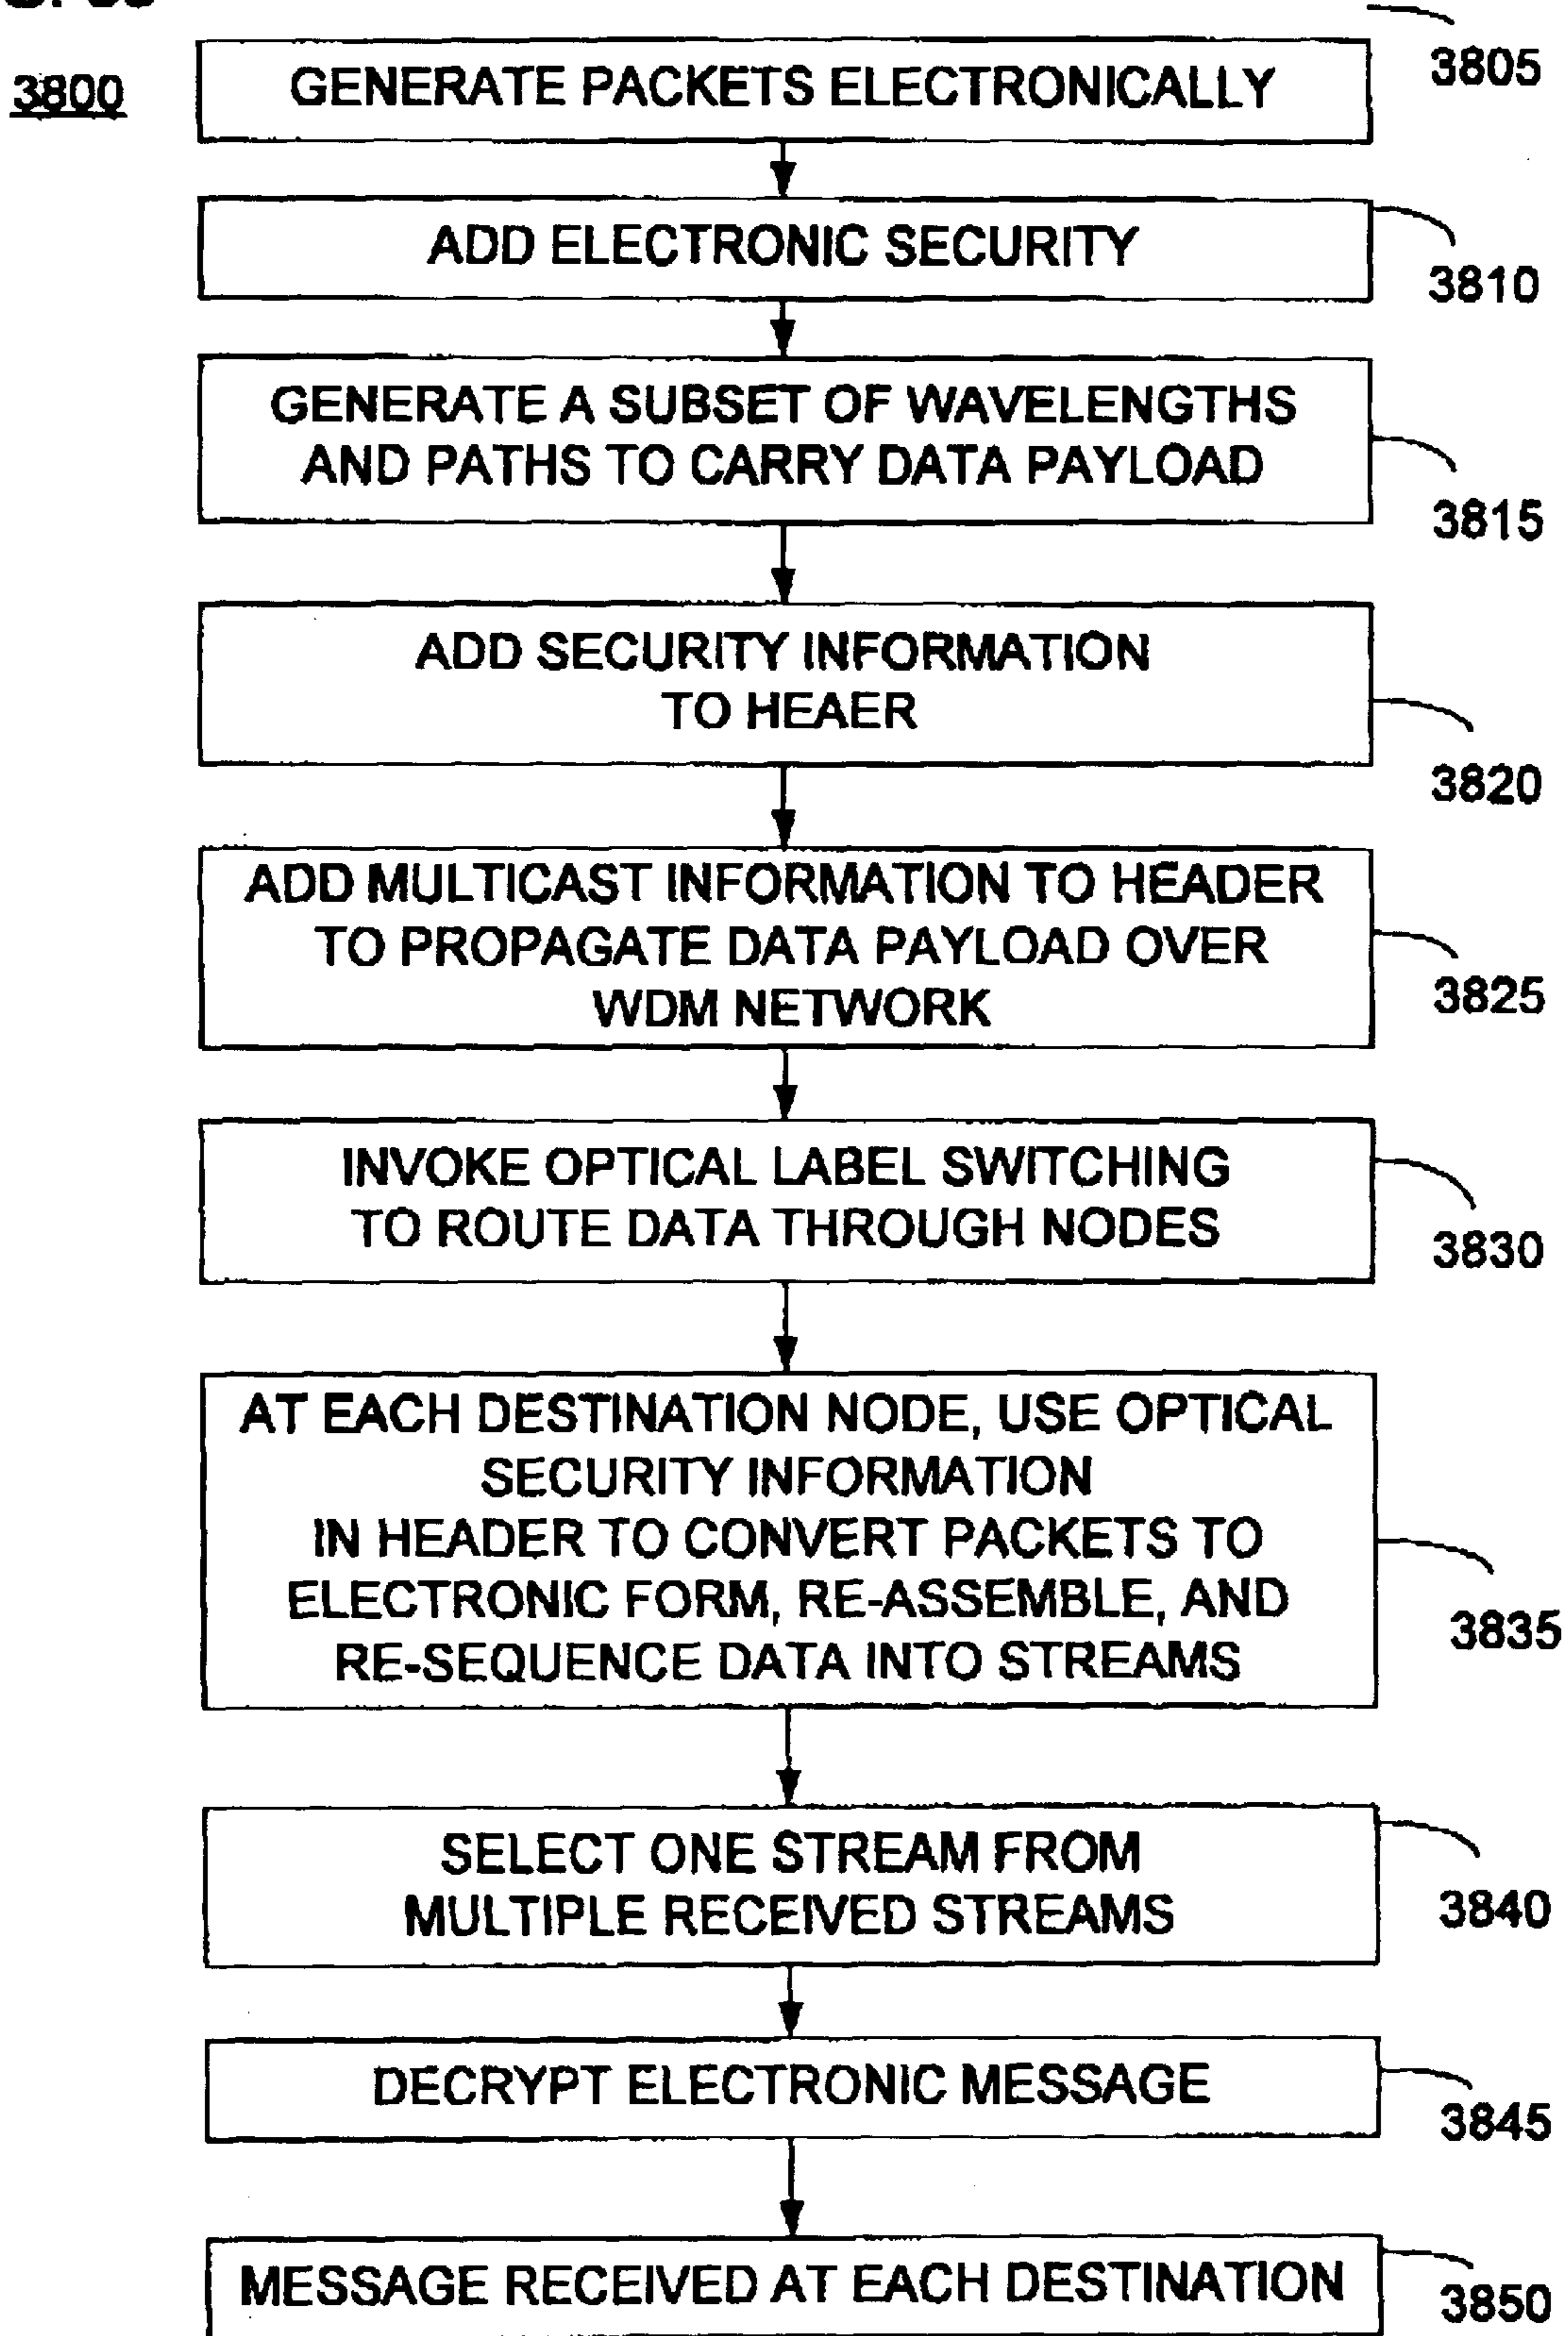 3800
GENERATE PACKETS ELECTRONICALLY
3805
ADD ELECTRONIC SECURITY
3810
GENERATE A SUBSET OF WAVELENGTHS
AND PATHS TO CARRY DATA PAYLOAD
3815
ADD SECURITY INFORMATION
TO HEAER
3820
ADD MULTICAST INFORMATION TO HEADER
TO PROPAGATE DATA PAYLOAD OVER
WDM NETWORK
3825
INVOKE OPTICAL LABEL SWITCHING
TO ROUTE DATA THROUGH NODES
3830
AT EACH DESTINATION NODE, USE OPTICAL
SECURITY INFORMATION
IN HEADER TO CONVERT PACKETS TO
ELECTRONIC FORM, RE-ASSEMBLE, AND
RE-SEQUENCE DATA INTO STREAMS
3835
SELECT ONE STREAM FROM
MULTIPLE RECEIVED STREAMS
3840
DECRYPT ELECTRONIC MESSAGE
3845
MESSAGE RECEIVED AT EACH DESTINATION
3850